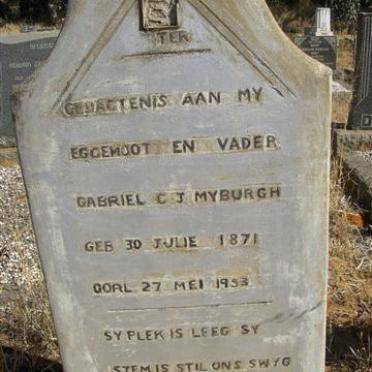 TER
GEDAGTENIS AAN MY
EGGENOOT EN VADER
GABRIEL C J MYBURGH
GEB 30 JULIE 1871
OORL 27 MEI 1953
SY PLEK IS LEEG SY
STEM IS STIL ONS SWYG